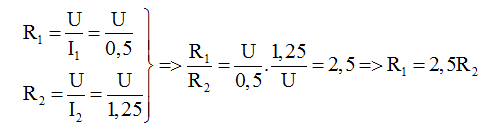 R₁ = U/I₁ = U/0,5
R₂ = U/I₂ = U/1,25
=> R₁/R₂ = U/0,5 . 1,25/U = 2,5 => R₁ = 2,5R₂